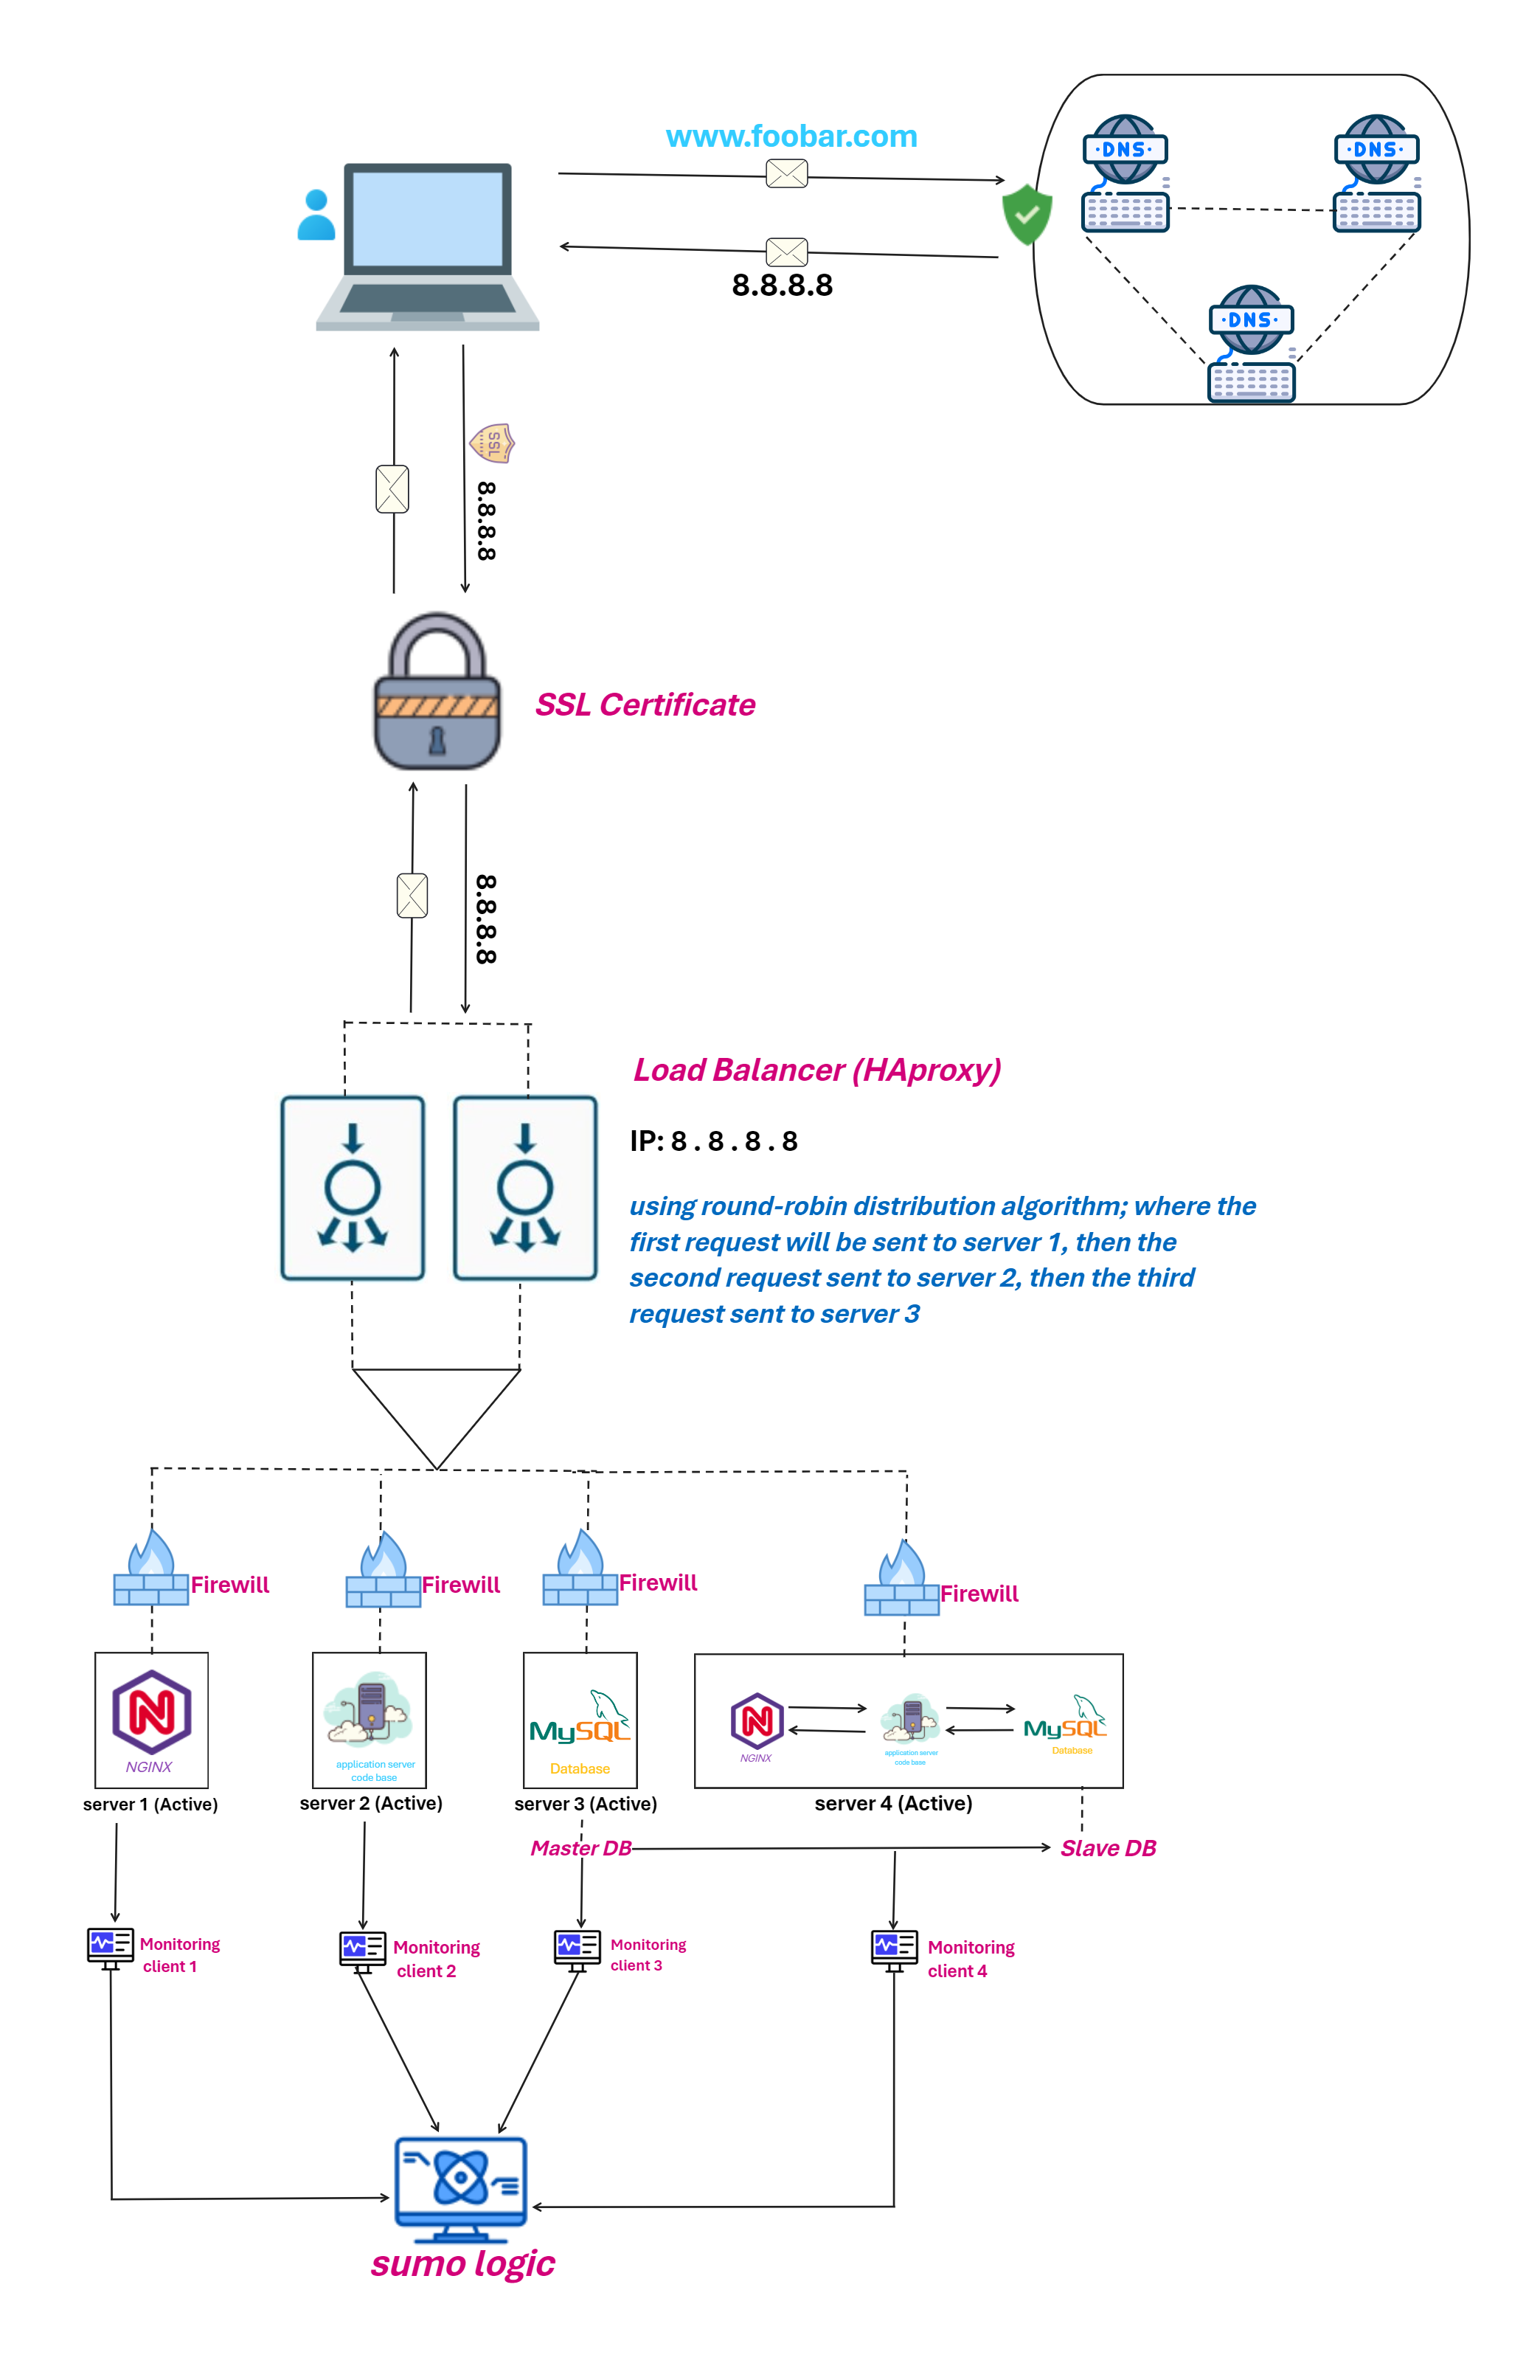 www.foobar.com
·DNS·
·DNS·
8.8.8.8
·DNS·
SSL
8.8.8.8
SSL Certificate
8.8.8.8
Load Balancer (HAproxy)
IP: 8 . 8 . 8 . 8
using round-robin distribution algorithm; where the
first request will be sent to server 1, then the
second request sent to server 2, then the third
request sent to server 3
Firewill
Firewill
Firewill
Firewill
N
NGINX
application server
code base
MySQL
Database
N
NGINX
application server
code base
MySQL
Database
server 1 (Active)
server 2 (Active)
server 3 (Active)
server 4 (Active)
Master DB
Slave DB
Monitoring
client 1
Monitoring
client 2
Monitoring
client 3
Monitoring
client 4
sumo logic